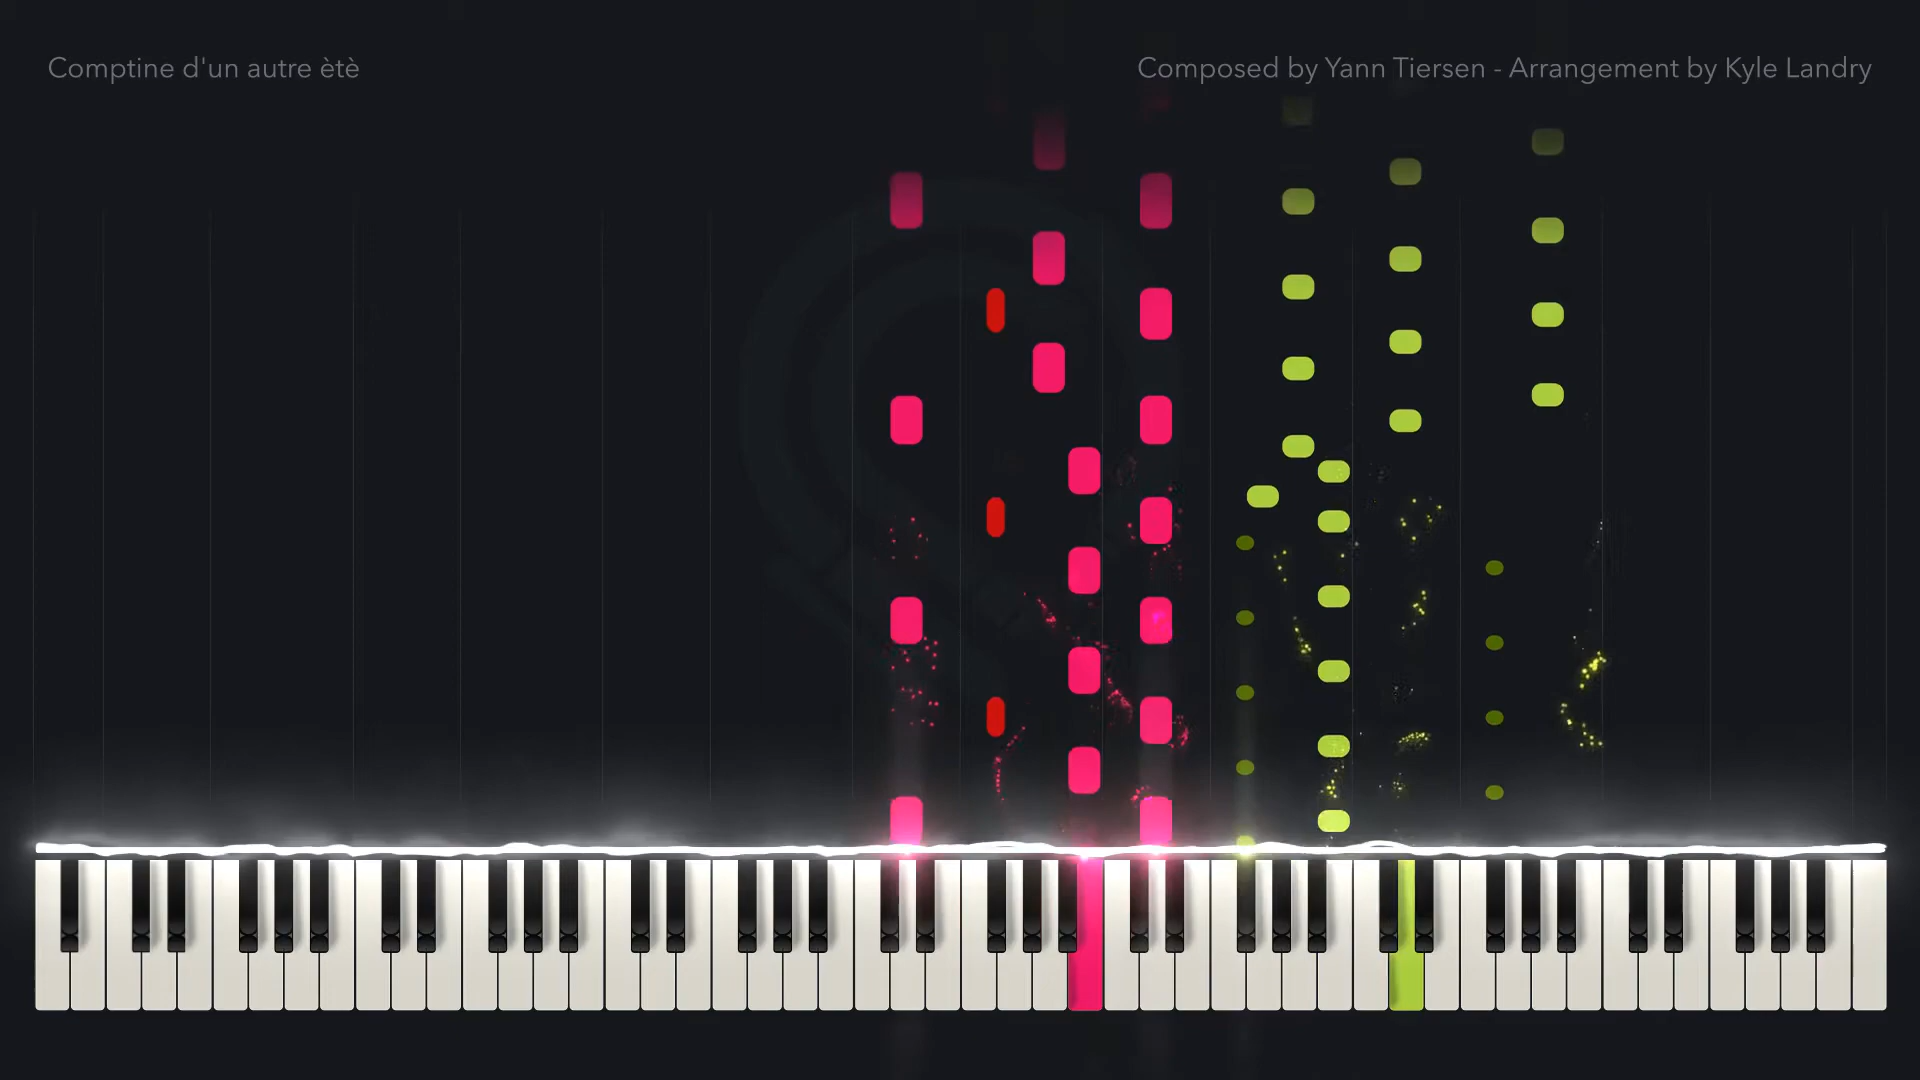 Comptine d'un autre ètè
Composed by Yann Tiersen - Arrangement by Kyle Landry